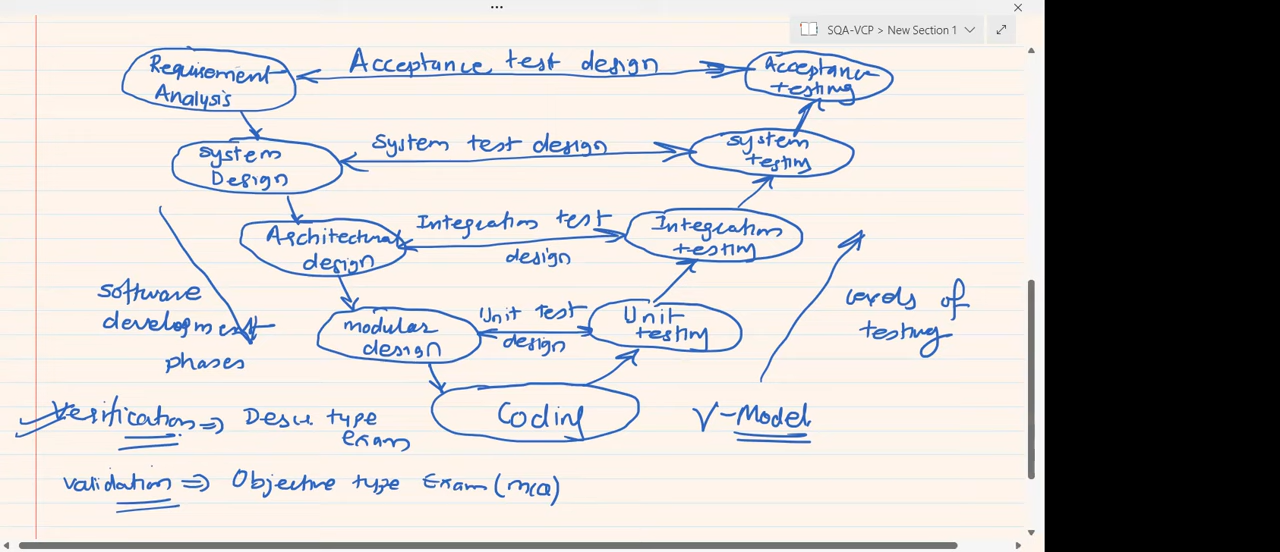 SQA-VCP > New Section 1
Requirement
Analysis
Acceptance test design
Acceptance
testing
System
Design
System test design
System
testing
Architectural
design
Integration test
design
Integration
testing
Software
development
phases
modular
design
Unit test
design
Unit
testing
Levels of
testing
Coding
V-Model
Verification => Desc type
exam
Validation => Objective type Exam (MCQ)